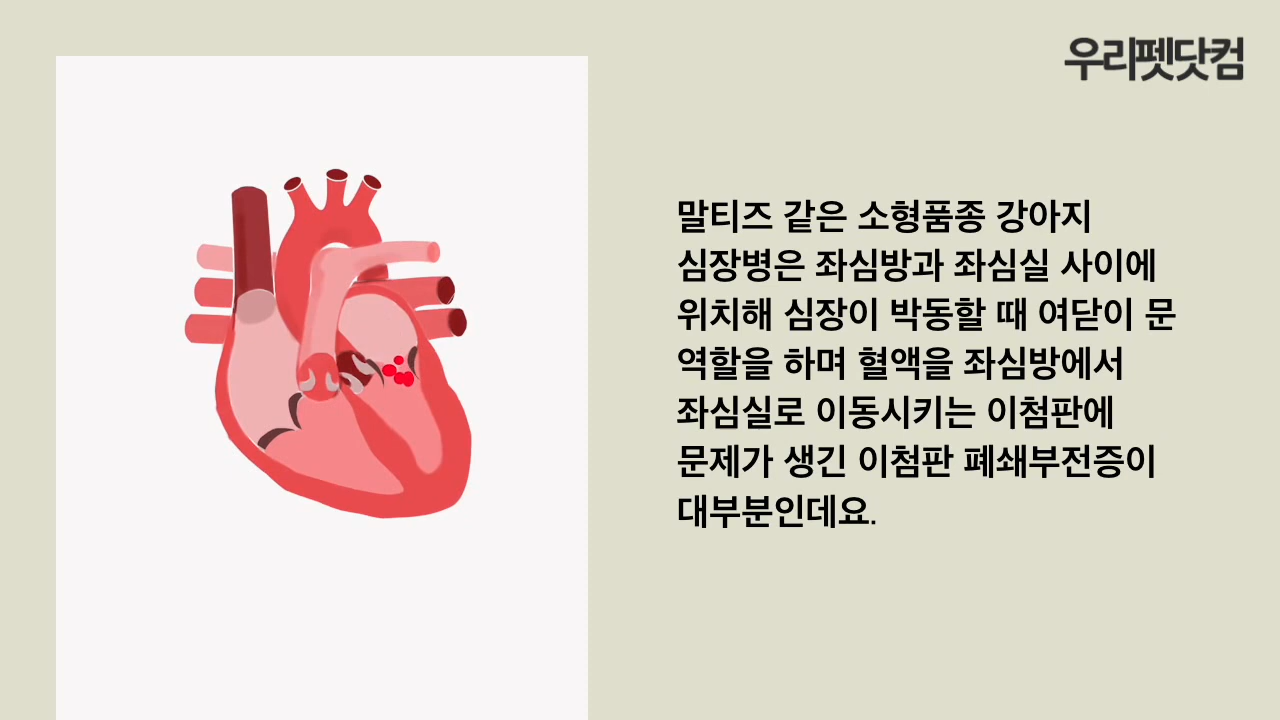 우리펫닷컴
말티즈 같은 소형품종 강아지
심장병은 좌심방과 좌심실 사이에
위치해 심장이 박동할 때 여닫이 문
역할을 하며 혈액을 좌심방에서
좌심실로 이동시키는 이첨판에
문제가 생긴 이첨판 폐쇄부전증이
대부분인데요.